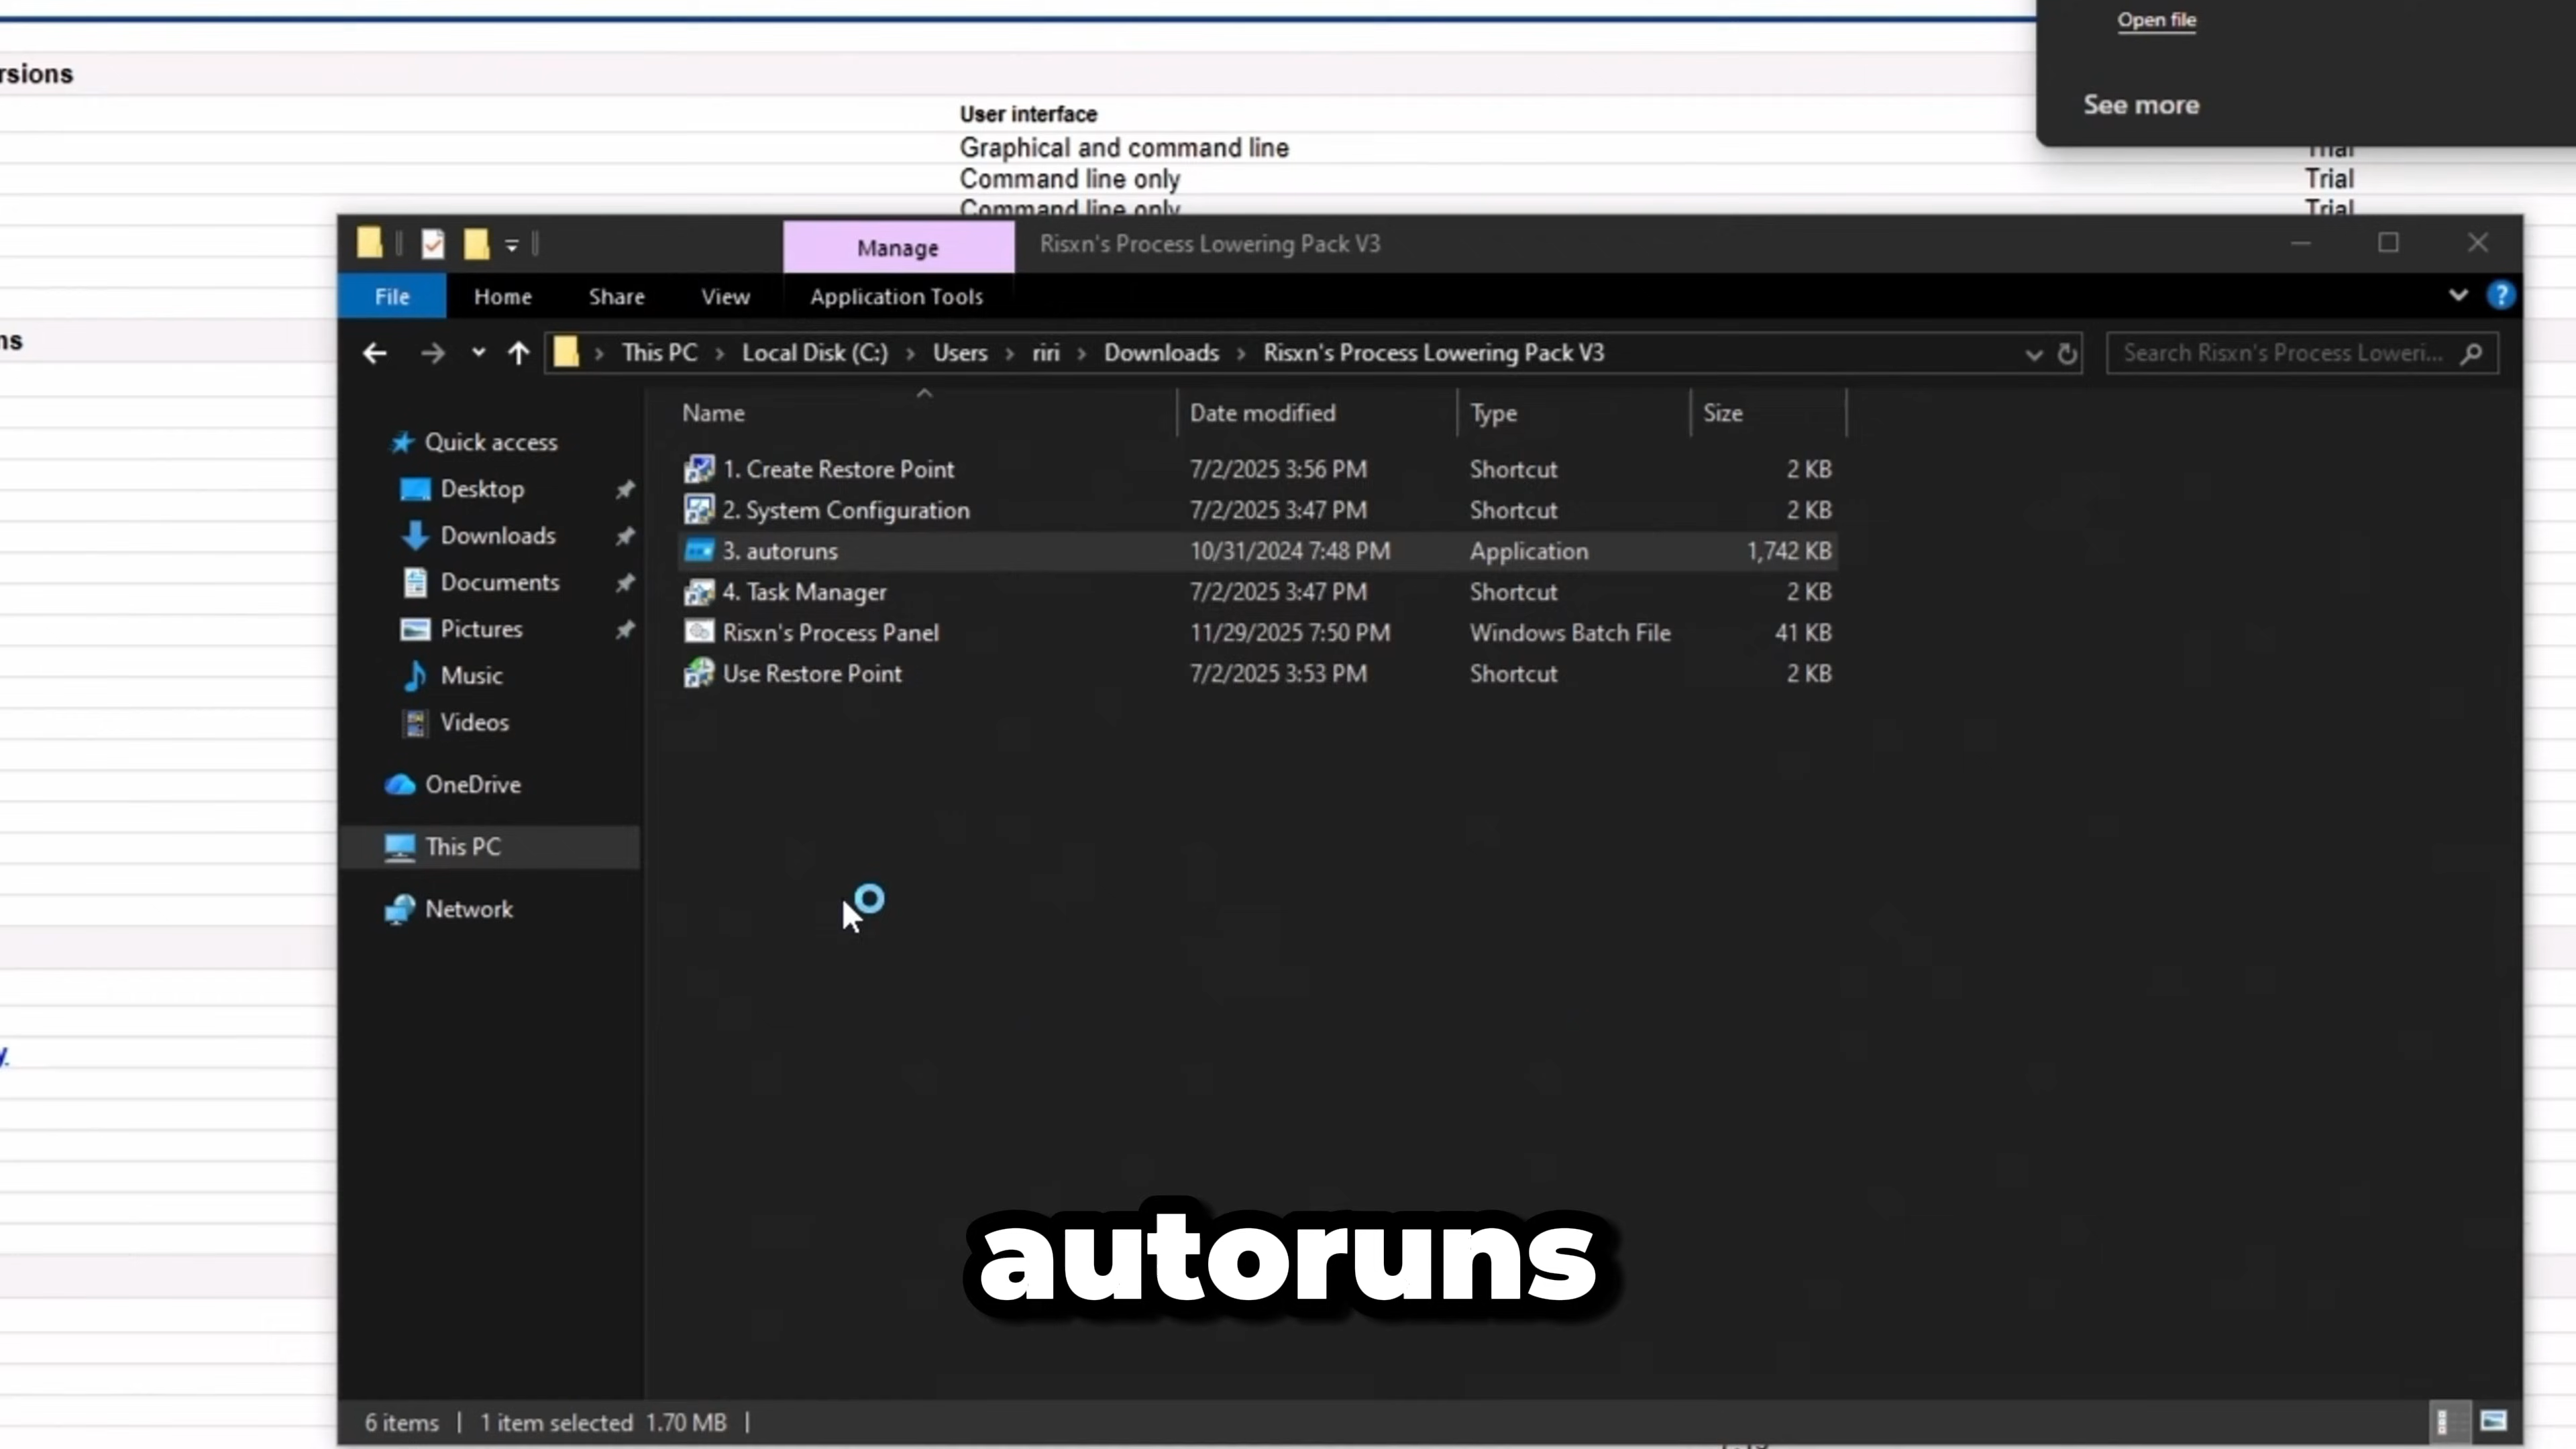 Open file
See more
rsions
User interface
Graphical and command line
Command line only
Trial
Command line only
Trial
Manage
Risxn's Process Lowering Pack V3
File Home Share View Application Tools
ns
This PC Local Disk (C:) Users riri Downloads Risxn's Process Lowering Pack V3
Search Risxn's Process Loweri...
Name Date modified Type Size
Quick access
Desktop
Downloads
Documents
Pictures
Music
Videos
OneDrive
This PC
Network
1. Create Restore Point 7/2/2025 3:56 PM Shortcut 2 KB
2. System Configuration 7/2/2025 3:47 PM Shortcut 2 KB
3. autoruns 10/31/2024 7:48 PM Application 1,742 KB
4. Task Manager 7/2/2025 3:47 PM Shortcut 2 KB
Risxn's Process Panel 11/29/2025 7:50 PM Windows Batch File 41 KB
Use Restore Point 7/2/2025 3:53 PM Shortcut 2 KB
y
autoruns
6 items 1 item selected 1.70 MB